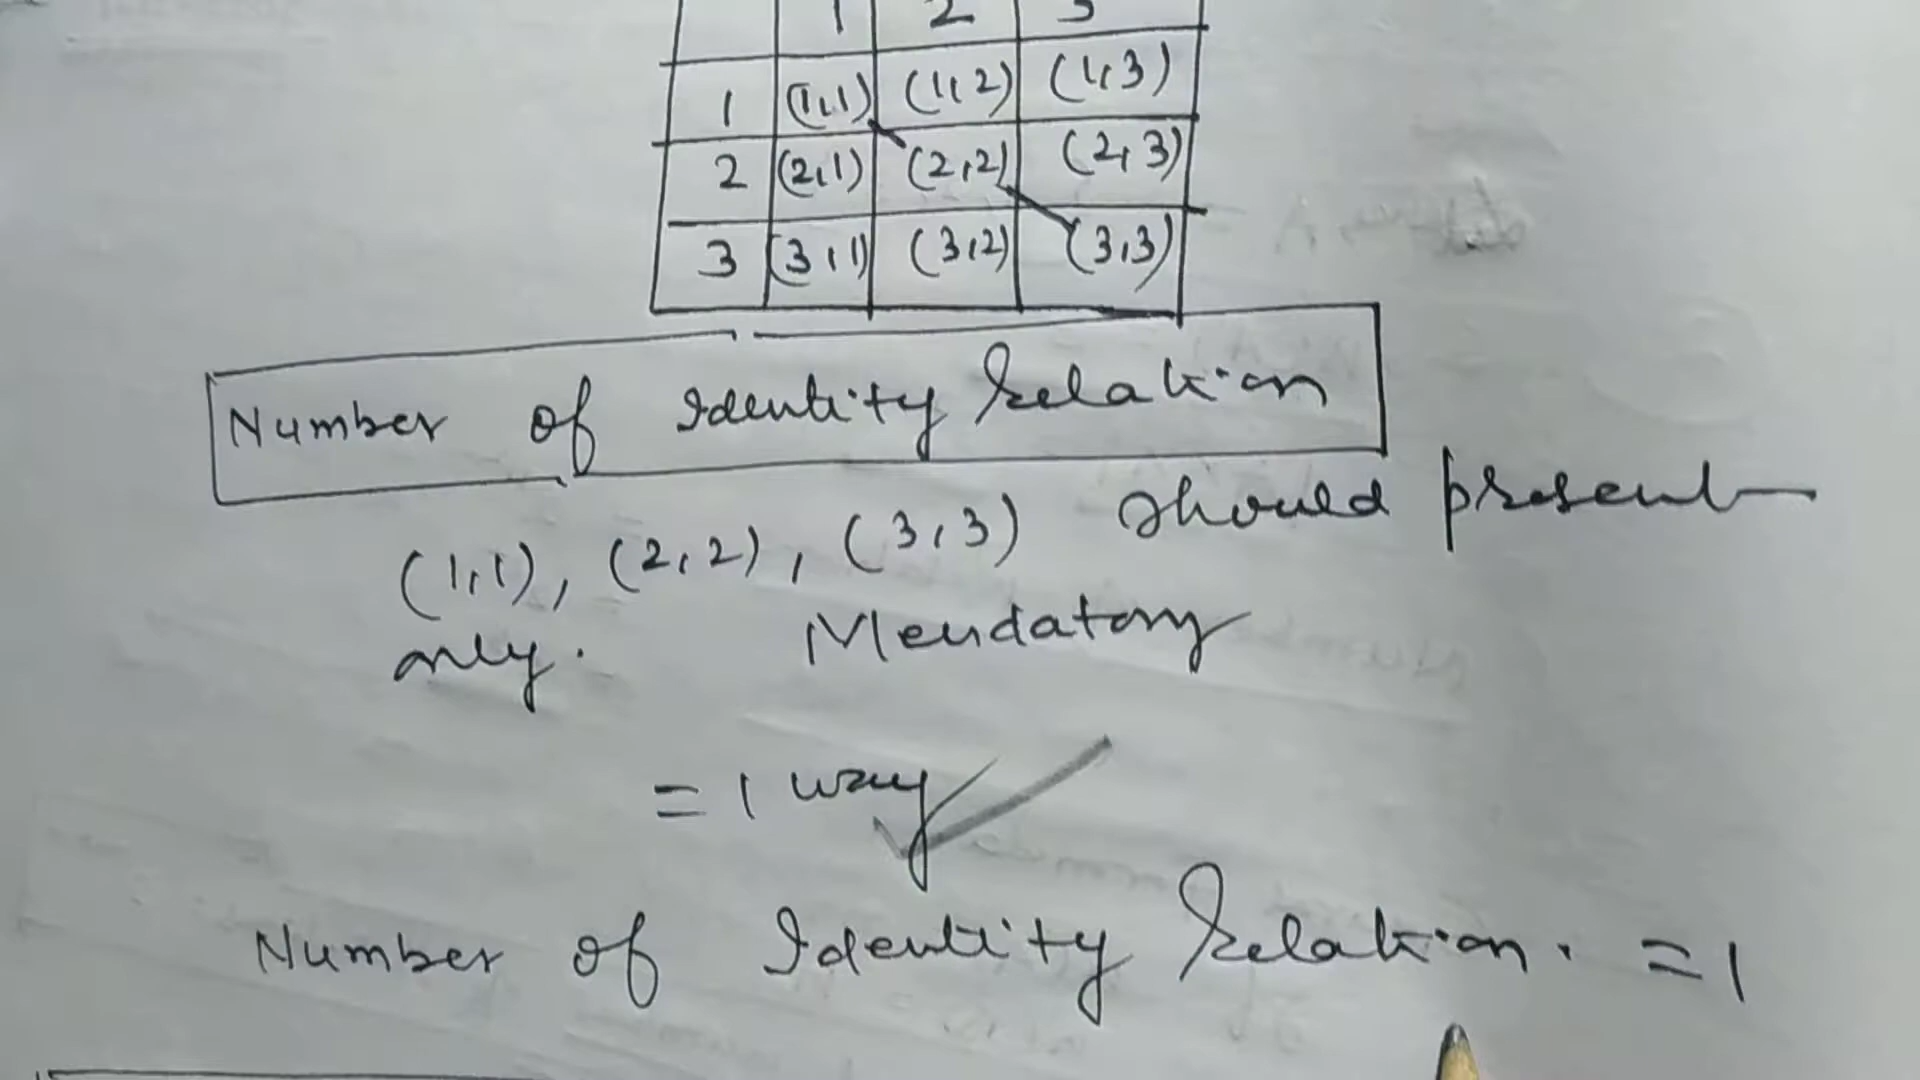 1 2 3
1 (1,1) (1,2) (1,3)
2 (2,1) (2,2) (2,3)
3 (3,1) (3,2) (3,3)
Number of Identity Relation
(1,1), (2,2), (3,3) should present
only. Mendatory
= 1 way
Number of Identity Relation. = 1